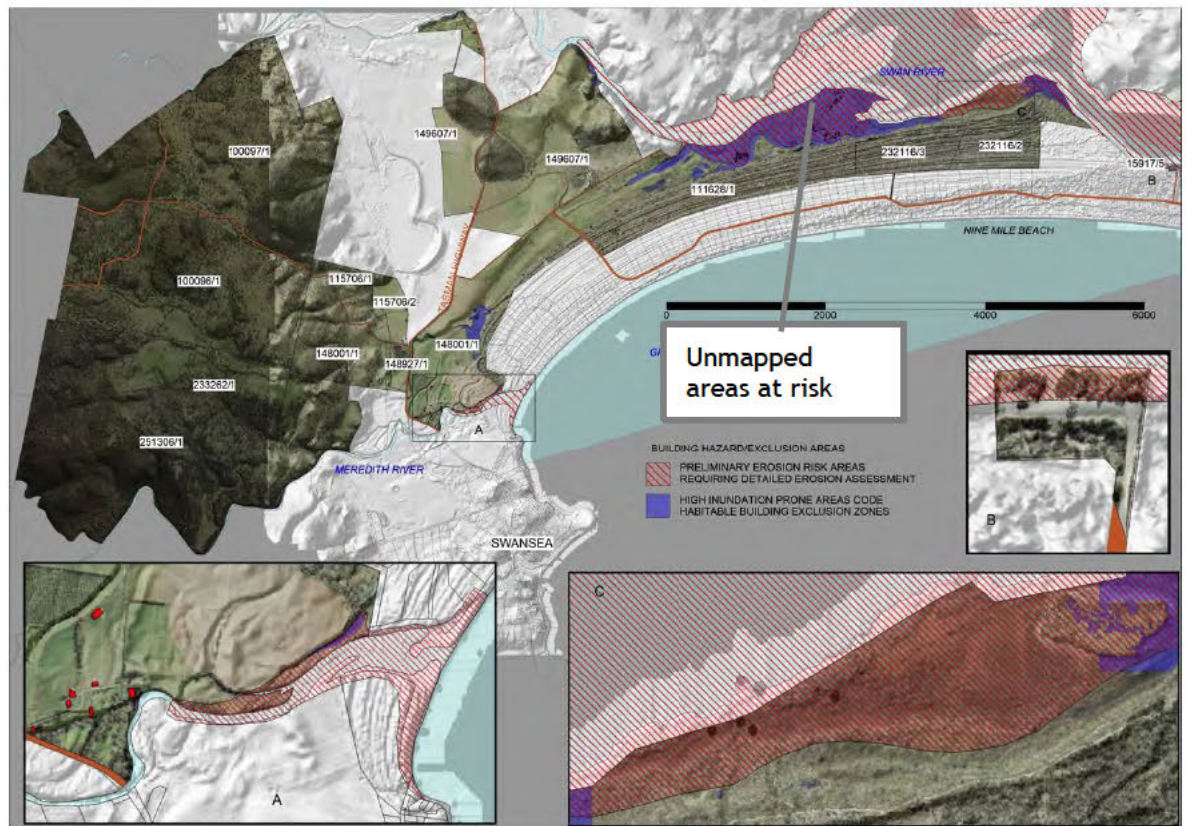 SWAN RIVER
100097/1
149607/1
149607/1
232116/3
232116/2
C
15917/5
B
111628/1
TASMAN HIGHWAY
NINE MILE BEACH
100096/1
115706/1
115706/2
0
2000
4000
6000
148001/1
148927/1
148001/1
Unmapped
areas at risk
233262/1
251306/1
A
MEREDITH RIVER
BUILDING HAZARD/EXCLUSION AREAS
PRELIMINARY EROSION RISK AREAS
REQUIRING DETAILED EROSION ASSESSMENT
HIGH INUNDATION PRONE AREAS CODE
HABITABLE BUILDING EXCLUSION ZONES
B
SWANSEA
A
C